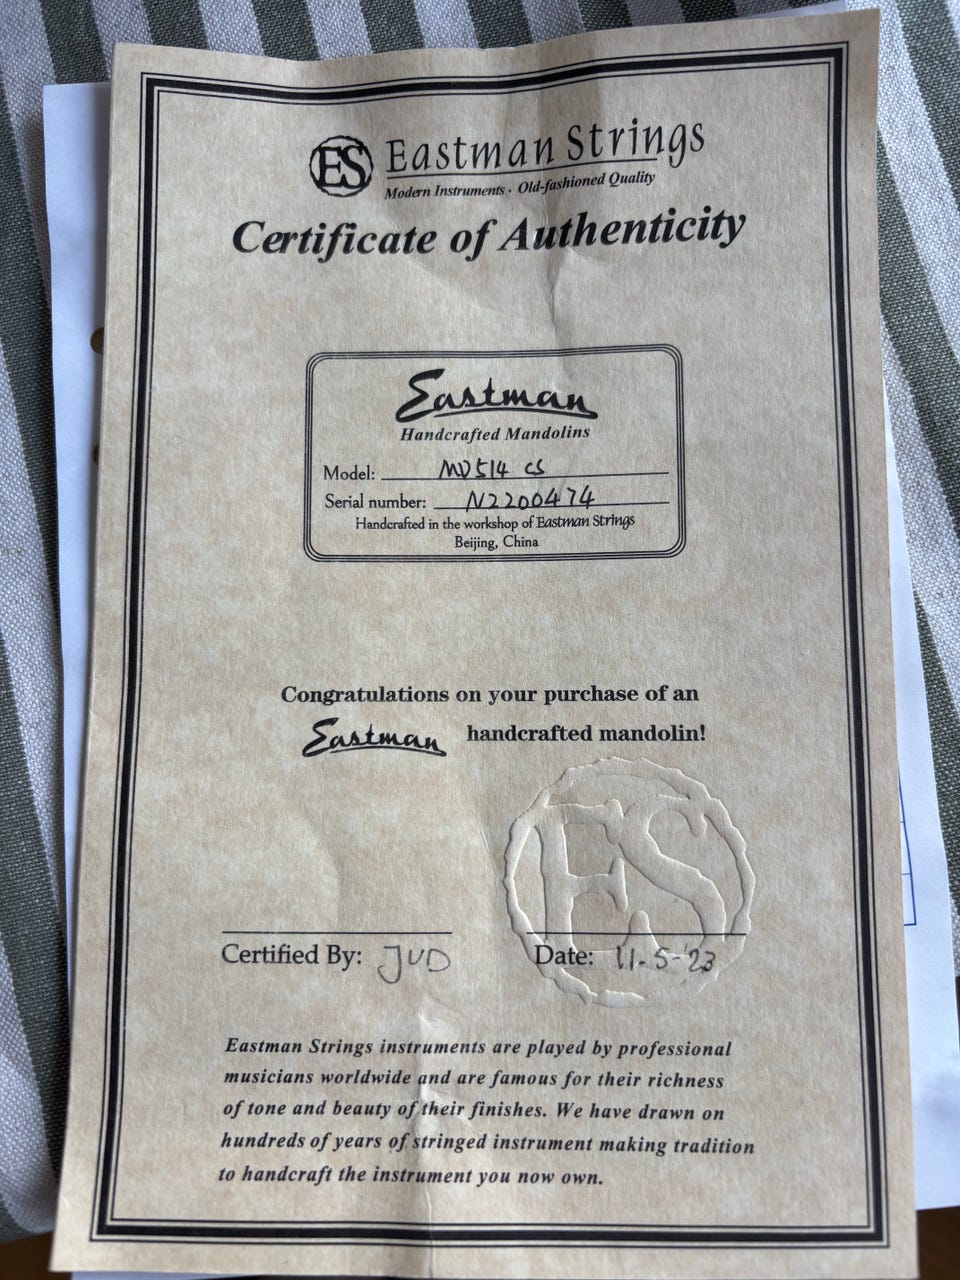 ES Eastman Strings
Modern Instruments · Old-fashioned Quality
Certificate of Authenticity
Eastman
Handcrafted Mandolins
Model: MD514 CS
Serial number: N2200474
Handcrafted in the workshop of Eastman Strings
Beijing, China
Congratulations on your purchase of an
Eastman handcrafted mandolin!
ES
Certified By: JUD
Date: 11-5-23
Eastman Strings instruments are played by professional
musicians worldwide and are famous for their richness
of tone and beauty of their finishes. We have drawn on
hundreds of years of stringed instrument making tradition
to handcraft the instrument you now own.